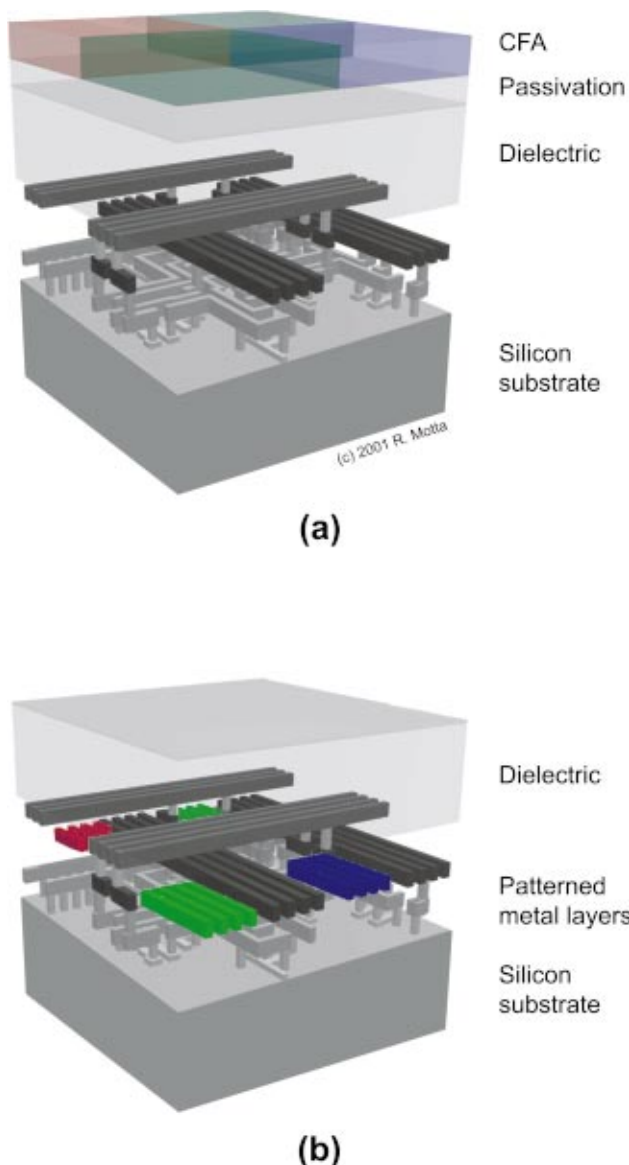 CFA
Passivation
Dielectric
Silicon
substrate
(c) 2001 R. Motta
(a)
Dielectric
Patterned
metal layers
Silicon
substrate
(b)